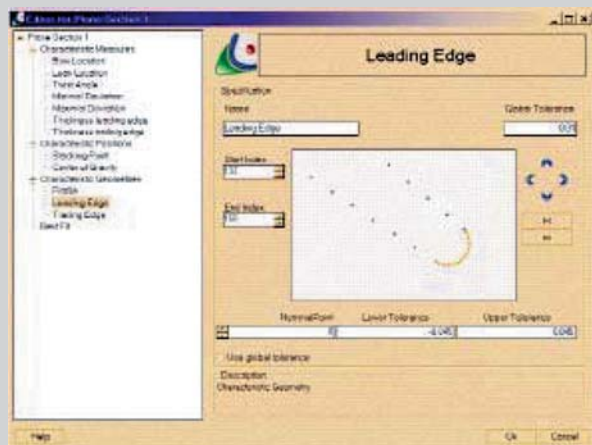 Prove Section 1
Characteristic Measures
Bow Location
Lean Location
Twist Angle
Minimal Deviation
Maximal Deviation
Thickness leading edge
Thickness trailing edge
Characteristic Positions
Stacking Point
Center of Gravity
Characteristic Geometries
Profile
Leading Edge
Trailing Edge
Best Fit
Leading Edge
Specification
Name
Global Tolerance
Leading Edge
Start Index
End Index
Nominal Point
Lower Tolerance
Upper Tolerance
Use global tolerance
Description
Characteristic Geometry
Help
Ok
Cancel